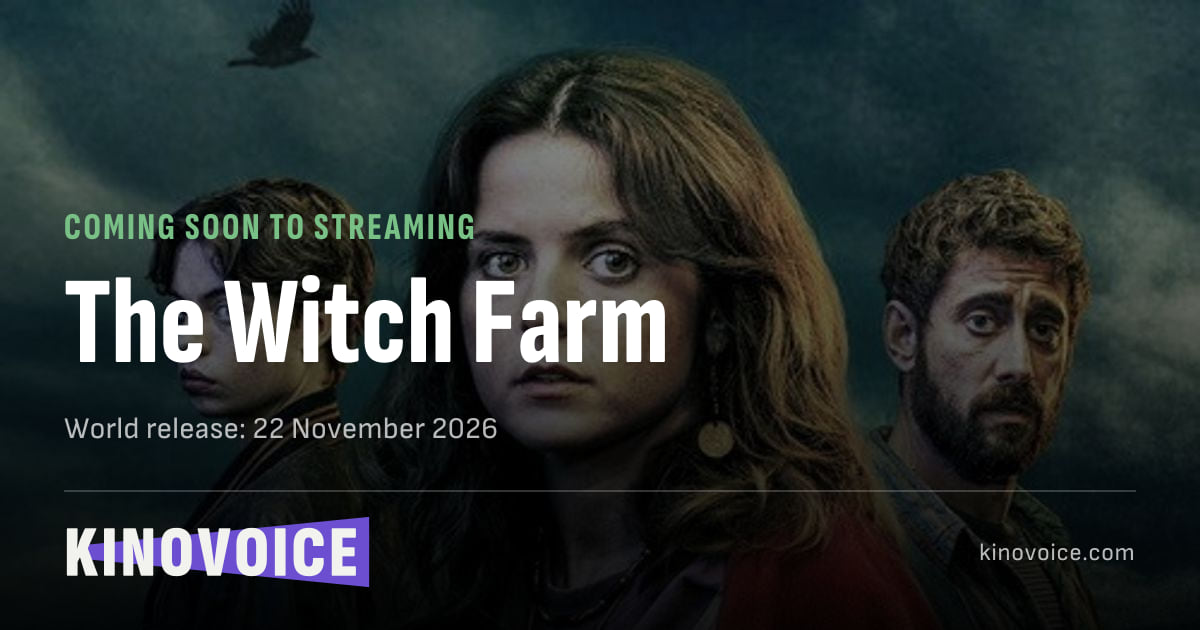 COMING SOON TO STREAMING
The Witch Farm
World release: 22 November 2026
KINOVOICE
kinovoice.com